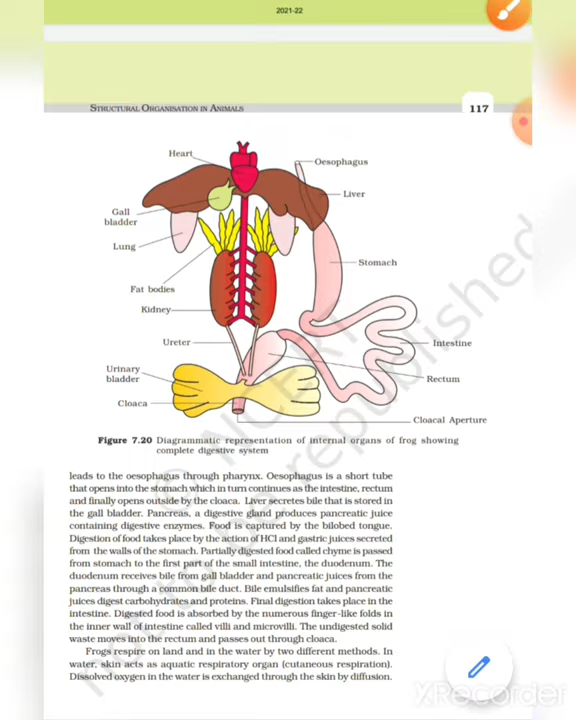 2021-22
STRUCTURAL ORGANISATION IN ANIMALS
117
Heart
Oesophagus
Liver
Gall
bladder
Lung
Stomach
Fat bodies
Kidney
Ureter
Intestine
Urinary
bladder
Rectum
Cloaca
Cloacal Aperture
Figure 7.20 Diagrammatic representation of internal organs of frog showing
complete digestive system
leads to the oesophagus through pharynx. Oesophagus is a short tube
that opens into the stomach which in turn continues as the intestine, rectum
and finally opens outside by the cloaca. Liver secretes bile that is stored in
the gall bladder. Pancreas, a digestive gland produces pancreatic juice
containing digestive enzymes. Food is captured by the bilobed tongue.
Digestion of food takes place by the action of HCl and gastric juices secreted
from the walls of the stomach. Partially digested food called chyme is passed
from stomach to the first part of the small intestine, the duodenum. The
duodenum receives bile from gall bladder and pancreatic juices from the
pancreas through a common bile duct. Bile emulsifies fat and pancreatic
juices digest carbohydrates and proteins. Final digestion takes place in the
intestine. Digested food is absorbed by the numerous finger-like folds in
the inner wall of intestine called villi and microvilli. The undigested solid
waste moves into the rectum and passes out through cloaca.
Frogs respire on land and in the water by two different methods. In
water, skin acts as aquatic respiratory organ (cutaneous respiration).
Dissolved oxygen in the water is exchanged through the skin by diffusion.
© NCERT
not to be republished
XRecorder